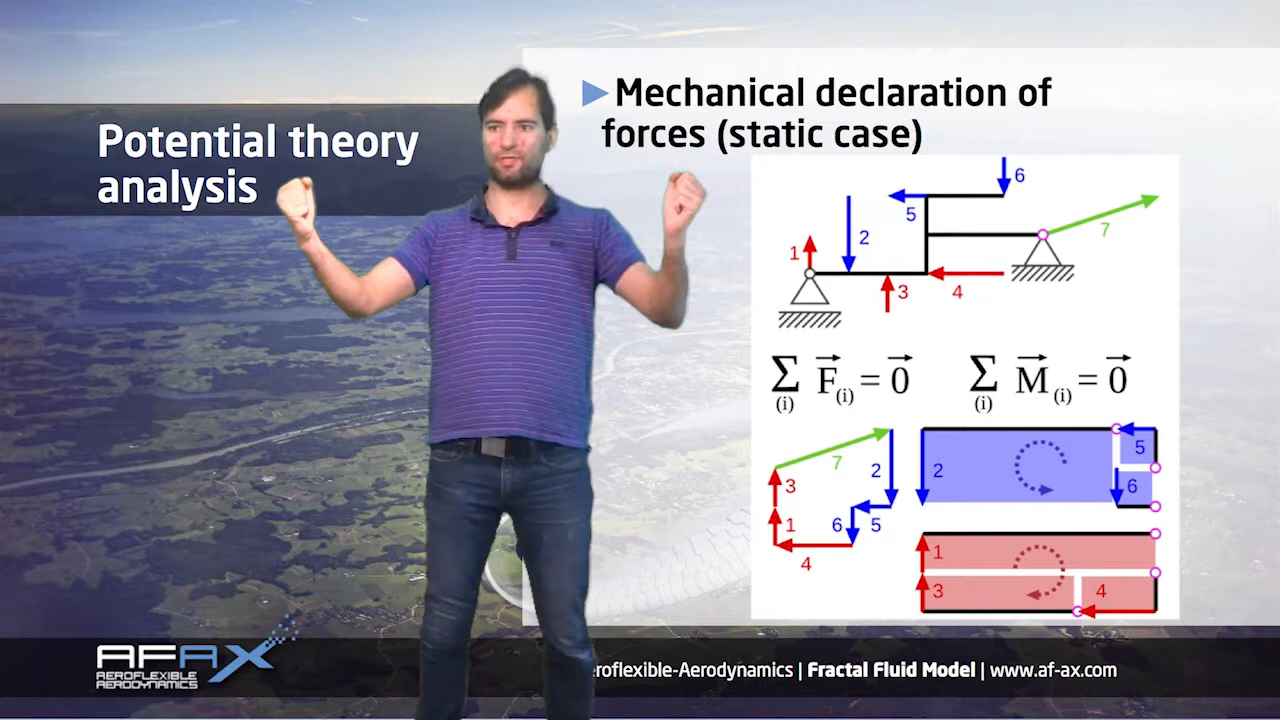 Potential theory
analysis
Mechanical declaration of
forces (static case)
6
5
2
7
1
3
4
Σ F(i) = 0
(i)
Σ M(i) = 0
(i)
7
2
3
1
6
5
4
2
5
6
1
3
4
AFAX
AEROFLEXIBLE
AERODYNAMICS
eroflexible-Aerodynamics | Fractal Fluid Model | www.af-ax.com